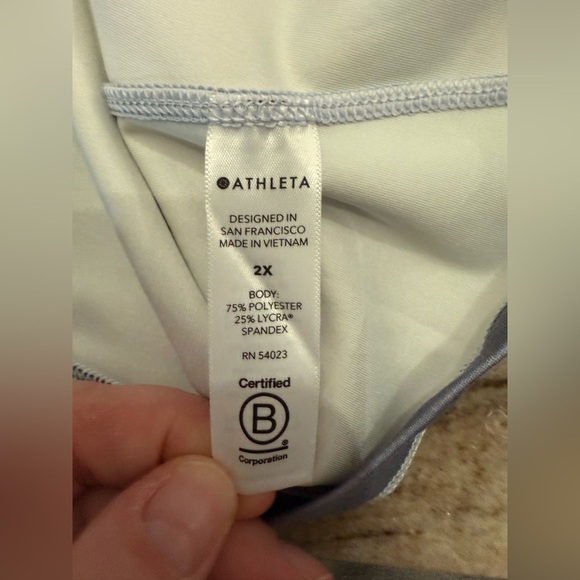 ATHLETA
DESIGNED IN
SAN FRANCISCO
MADE IN VIETNAM
2X
BODY:
75% POLYESTER
25% LYCRA®
SPANDEX
RN 54023
Certified
B
®
Corporation